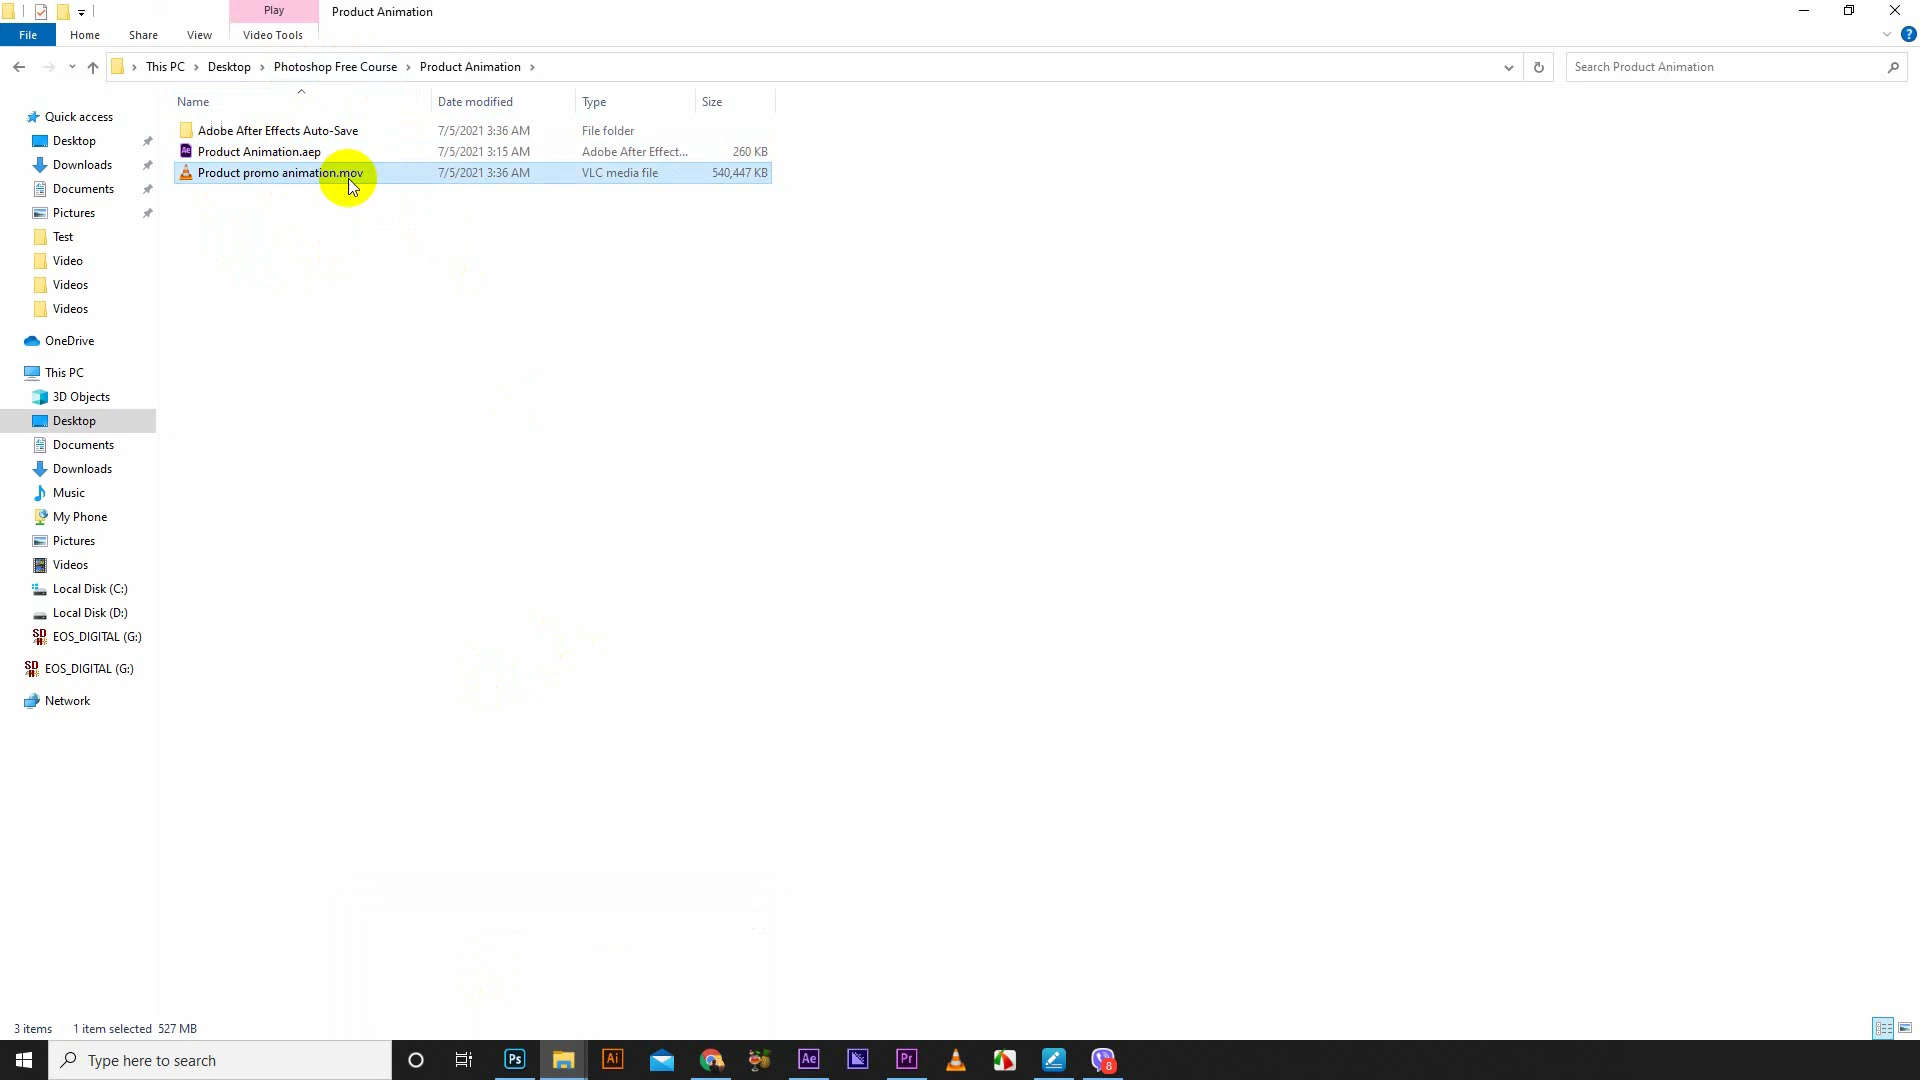 Play
Product Animation
File
Home
Share
View
Video Tools
This PC
Desktop
Photoshop Free Course
Product Animation
Search Product Animation
Name
Date modified
Type
Size
Adobe After Effects Auto-Save
7/5/2021 3:36 AM
File folder
Product Animation.aep
7/5/2021 3:15 AM
Adobe After Effect...
260 KB
Product promo animation.mov
7/5/2021 3:36 AM
VLC media file
540,447 KB
Quick access
Desktop
Downloads
Documents
Pictures
Test
Video
Videos
Videos
OneDrive
This PC
3D Objects
Desktop
Documents
Downloads
Music
My Phone
Pictures
Videos
Local Disk (C:)
Local Disk (D:)
EOS_DIGITAL (G:)
EOS_DIGITAL (G:)
Network
3 items
1 item selected 527 MB
Type here to search
Ps
Ai
Ae
Pr
8